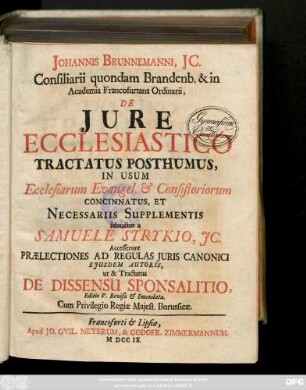 JOHANNIS BRUNNEMANNI, JC.
Consiliarii quondam Brandenb. & in
Academia Francofurtana Ordinarii,
DE
JURE
ECCLESIASTICO
TRACTATUS POSTHUMUS,
IN USUM
Ecclesiarum Evangel. & Consistoriorum
CONCINNATUS, ET
NECESSARIIS SUPPLEMENTIS
a
SAMUELE STRYKIO, JC.
Accesserunt
PRÆLECTIONES AD REGULAS JURIS CANONICI
EJUSDEM AUTORIS,
ut & Tractatus
DE DISSENSU SPONSALITIO.
Editio V. Revisa & Emendata.
Cum Privilegio Regiæ Majest. Borussicæ.
Francofurti & Lipsiæ,
Apud JO. GVIL. MEYERUM, & GODOFR. ZIMMERMANNUM.
M DCC IX.